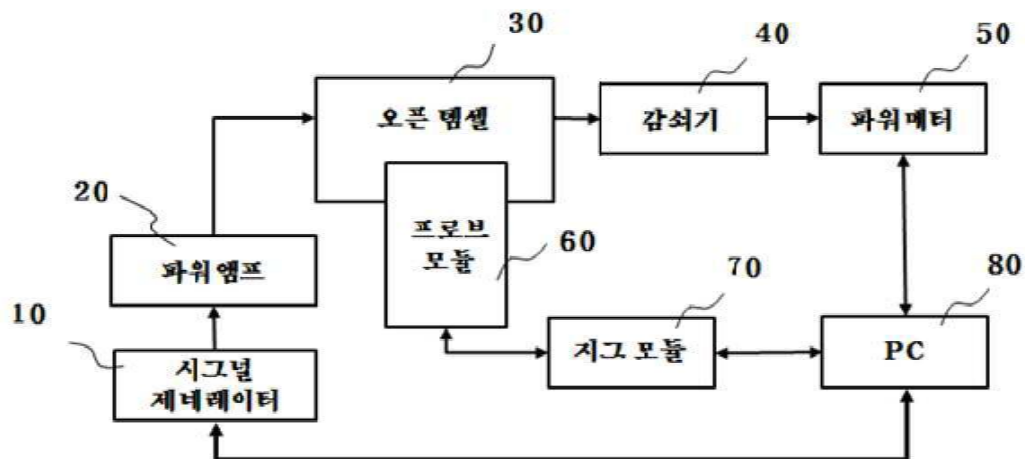 30
40
50
오픈 템셀
감쇠기
파워메터
20
프로브
모듈
60
파워앰프
10
70
80
시그널
제네레이터
지그 모듈
PC